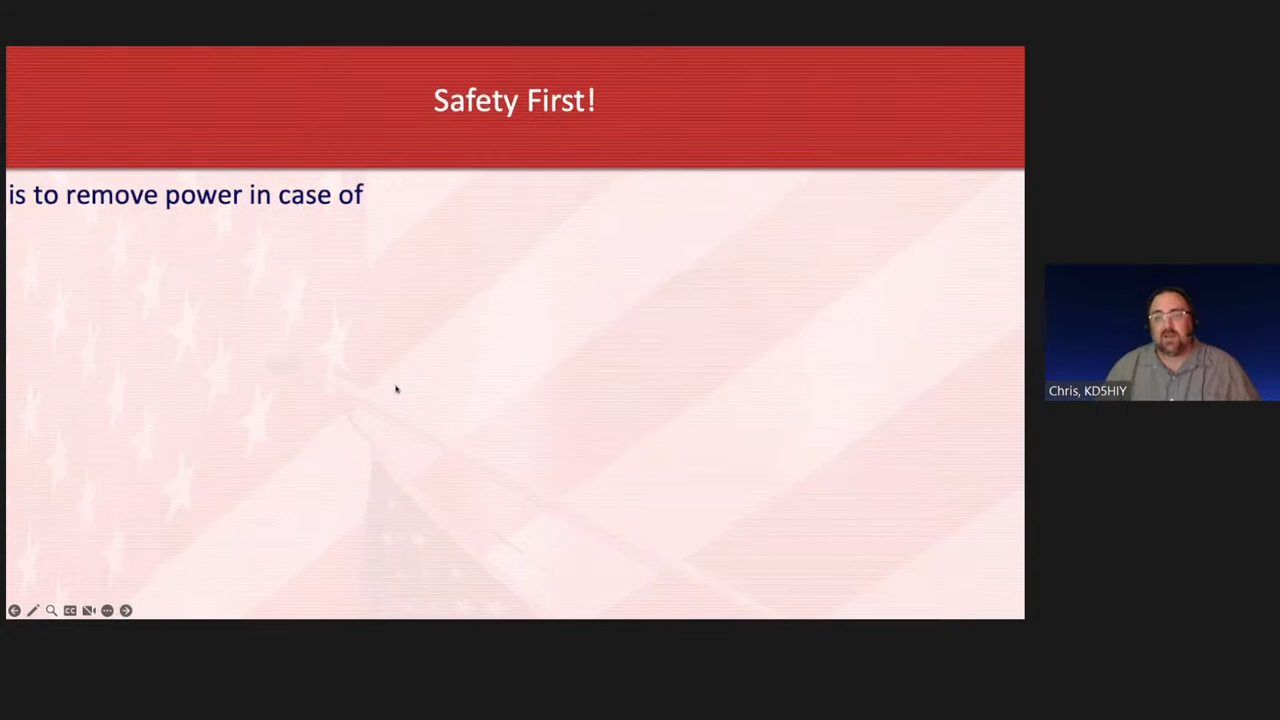 Safety First!
is to remove power in case of
Chris, KD5HIY